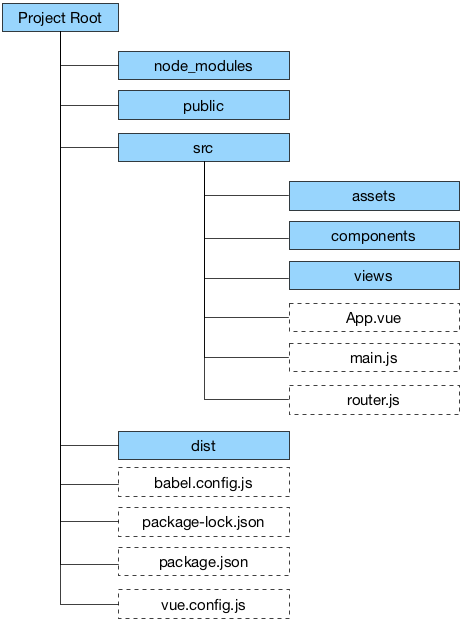 Project Root
node_modules
public
src
assets
components
views
App.vue
main.js
router.js
dist
babel.config.js
package-lock.json
package.json
vue.config.js